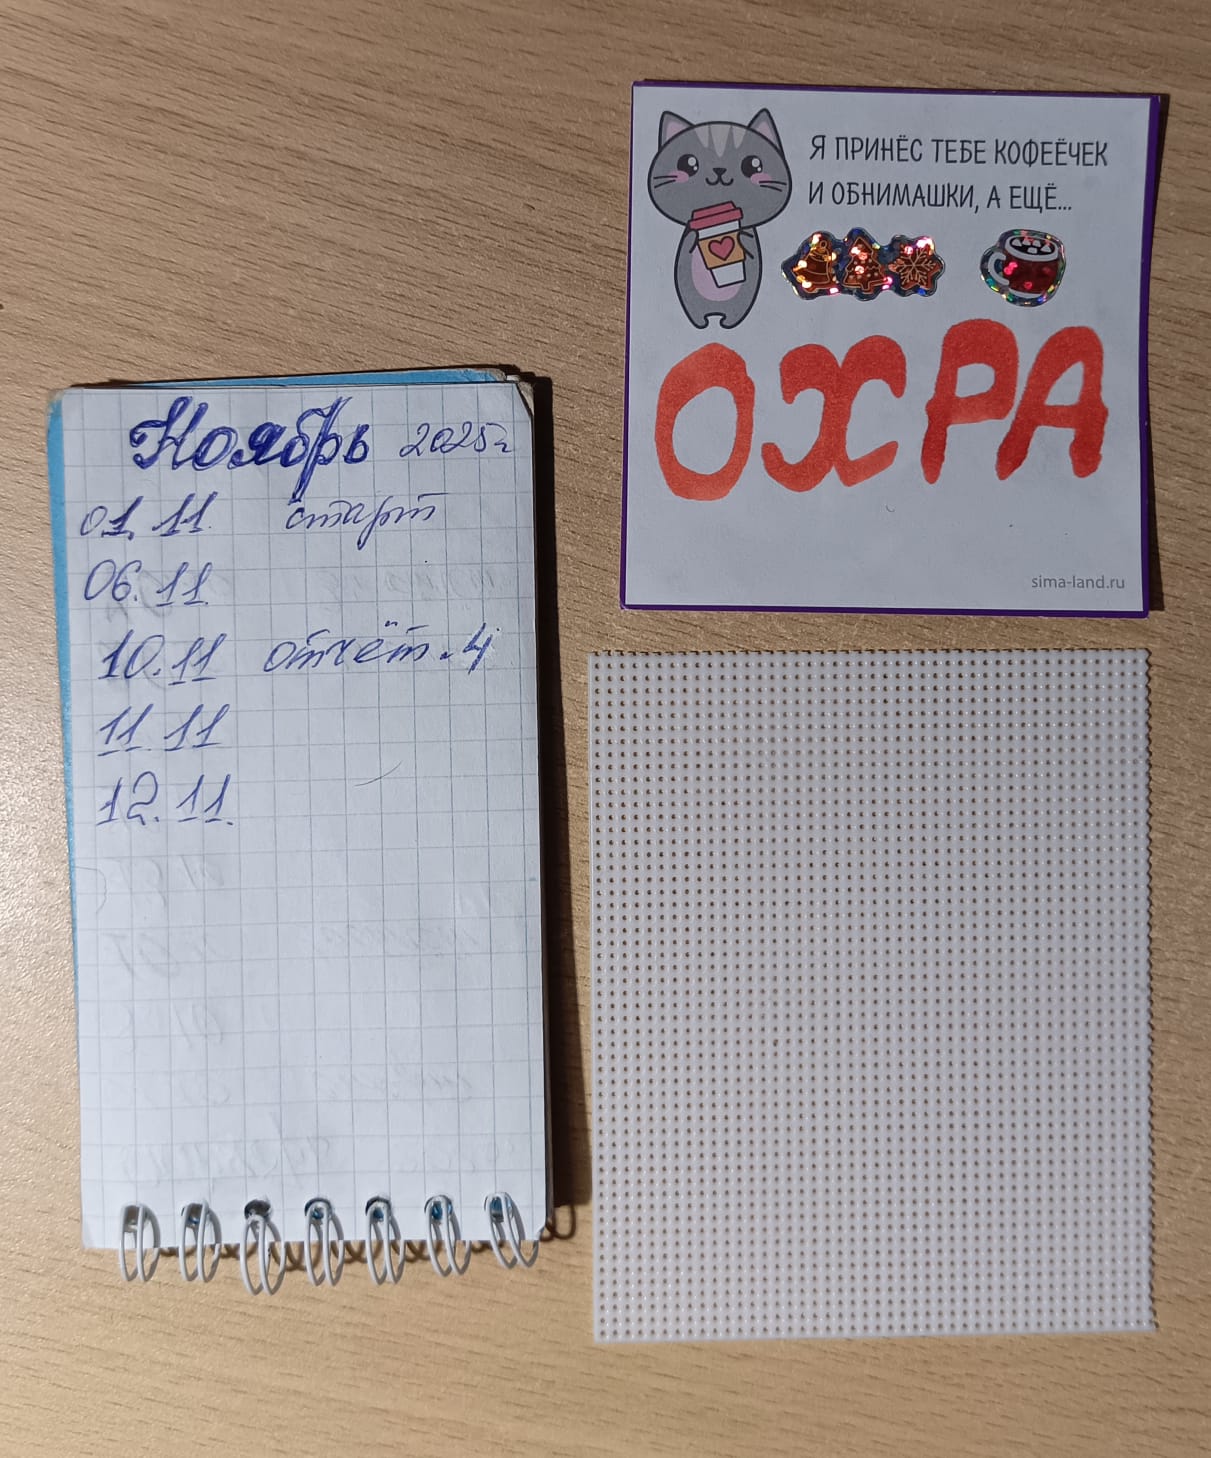 Ноябрь 2025г
01.11 старт
06.11.
10.11 отчёт.4
11.11
12.11.
Я ПРИНЁС ТЕБЕ КОФЕЁЧЕК
И ОБНИМАШКИ, А ЕЩЁ...
ОХРА
sima-land.ru